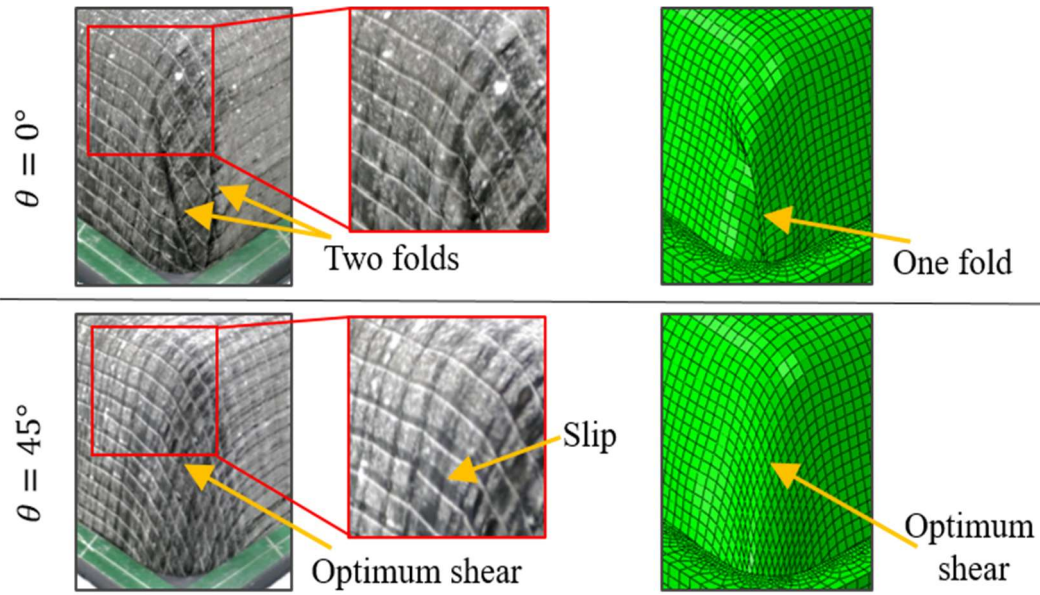 θ = 0°
Two folds
One fold
θ = 45°
Slip
Optimum shear
Optimum
shear